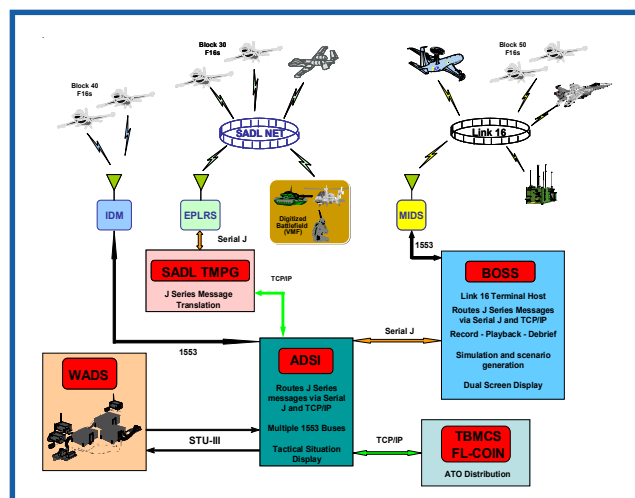 Block 30
F16s
Block 50
F16s
Block 40
F16s
SADL NET
Link 16
IDM
EPLRS
Digitized
Battlefield
(VMF)
MIDS
Serial J
1553
SADL TMPG
J Series Message
Translation
TCP/IP
BOSS
Link 16 Terminal Host
Routes J Series Messages
via Serial J and TCP/IP
Record - Playback - Debrief
Simulation and scenario
generation
Dual Screen Display
Serial J
1553
ADSI
Routes J Series
messages via Serial
J and TCP/IP
Multiple 1553 Buses
Tactical Situation
Display
WADS
STU-III
TCP/IP
TBMCS
FL-COIN
ATO Distribution